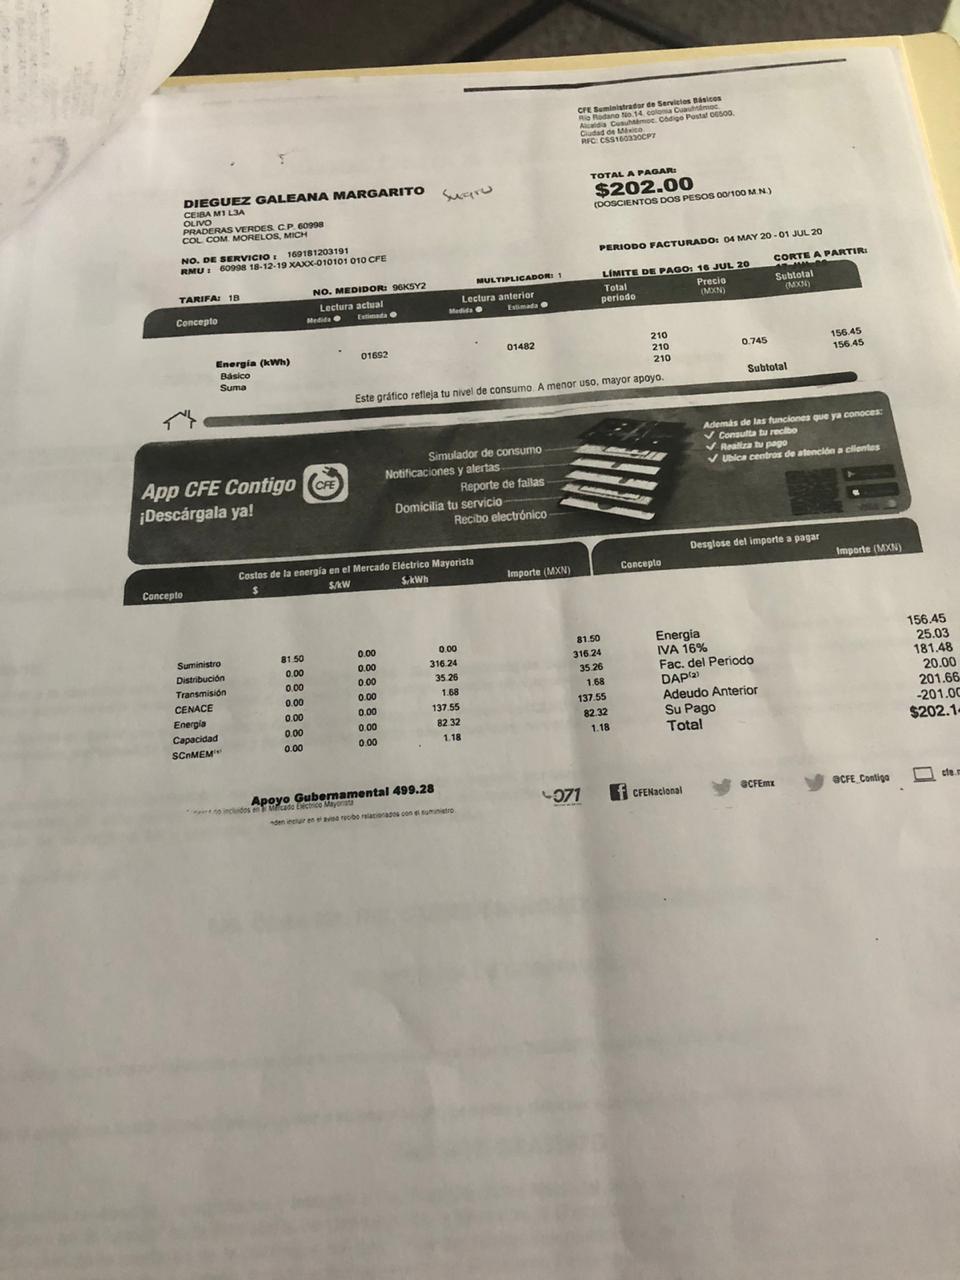 CFE Suministrador de Servicios Básicos
Río Rodano No.14, colonia Cuauhtémoc,
Alcaldía Cuauhtémoc, Código Postal 06500,
Ciudad de México.
RFC: CSS160330CP7
TOTAL A PAGAR:
$202.00
(DOSCIENTOS DOS PESOS 00/100 M.N.)
DIEGUEZ GALEANA MARGARITO
CEIBA M1 L3A
OLIVO
PRADERAS VERDES. C.P. 60998
COL. COM. MORELOS, MICH
NO. DE SERVICIO : 169181203191
RMU : 60998 18-12-19 XAXX-010101 010 CFE
PERIODO FACTURADO: 04 MAY 20 - 01 JUL 20
TARIFA: 1B NO. MEDIDOR: 96K5Y2 MULTIPLICADOR: 1 LÍMITE DE PAGO: 16 JUL 20 CORTE A PARTIR:
Concepto Lectura actual Lectura anterior Total periodo Precio (MXN) Subtotal (MXN)
Medida Estimada Medida Estimada
Energía (kWh) 01692 01482 210
Básico 210 0.745 156.45
Suma 210 156.45
Subtotal
Este gráfico refleja tu nivel de consumo. A menor uso, mayor apoyo.
App CFE Contigo
¡Descárgala ya!
CFE
Simulador de consumo
Notificaciones y alertas
Reporte de fallas
Domicilia tu servicio
Recibo electrónico
Además de las funciones que ya conoces:
Consulta tu recibo
Realiza tu pago
Ubica centros de atención a clientes
Costos de la energía en el Mercado Eléctrico Mayorista
Concepto $ $/kW $/kWh Importe (MXN)
Suministro 81.50 0.00 0.00 81.50
Distribución 0.00 0.00 316.24 316.24
Transmisión 0.00 0.00 35.26 35.26
CENACE 0.00 0.00 1.68 1.68
Energía 0.00 0.00 137.55 137.55
Capacidad 0.00 0.00 82.32 82.32
SCnMEM⁽¹⁾ 0.00 0.00 1.18 1.18
Desglose del importe a pagar
Concepto Importe (MXN)
Energía 156.45
IVA 16% 25.03
Fac. del Periodo 181.48
DAP⁽²⁾ 20.00
Adeudo Anterior 201.66
Su Pago -201.00
Total $202.14
Apoyo Gubernamental 499.28
no incluidos en el Mercado Eléctrico Mayorista
incluir en el aviso recibo relacionados con el suministro
071
CFENacional
@CFEmx
@CFE_Contigo